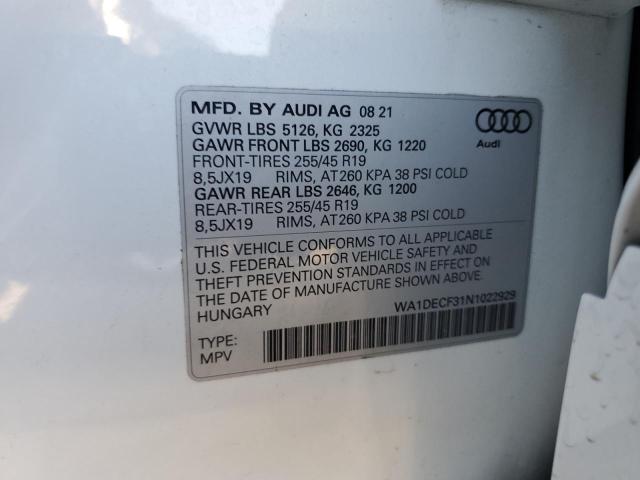 MFD. BY AUDI AG 08 21
GVWR LBS 5126, KG 2325
GAWR FRONT LBS 2690, KG 1220
FRONT-TIRES 255/45 R19
8,5JX19 RIMS, AT260 KPA 38 PSI COLD
GAWR REAR LBS 2646, KG 1200
REAR-TIRES 255/45 R19
8,5JX19 RIMS, AT260 KPA 38 PSI COLD
Audi
THIS VEHICLE CONFORMS TO ALL APPLICABLE
U.S. FEDERAL MOTOR VEHICLE SAFETY AND
THEFT PREVENTION STANDARDS IN EFFECT ON
THE DATE OF MANUFACTURE SHOWN ABOVE.
HUNGARY
WA1DECF31N1022929
TYPE:
MPV